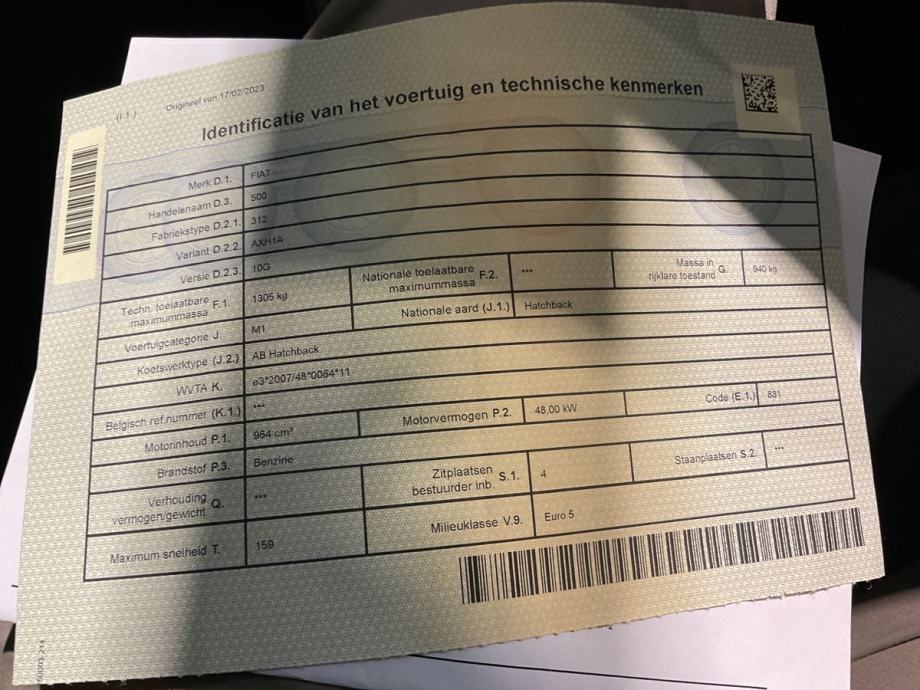 (I.1.) Origineel van 17/02/2023
Identificatie van het voertuig en technische kenmerken
Merk D.1. FIAT
Handelsnaam D.3. 500
Fabriekstype D.2.1. 312
Variant D.2.2. AXH1A
Versie D.2.3. 10G
Techn. toelaatbare maximummassa F.1. 1305 kg Nationale toelaatbare maximummassa F.2. *** Massa in rijklare toestand G. 940 kg
Voertuigcategorie J. M1 Nationale aard (J.1.) Hatchback
Koetswerktype (J.2.) AB Hatchback
WVTA K. e3*2007/48*0064*11
Belgisch ref.nummer (K.1.) ***
Motorinhoud P.1. 964 cm³ Motorvermogen P.2. 48,00 kW Code (E.1.) 881
Brandstof P.3. Benzine
Verhouding vermogen/gewicht Q. *** Zitplaatsen bestuurder inb. S.1. 4 Staanplaatsen S.2. ***
Maximum snelheid T. 159 Milieuklasse V.9. Euro 5